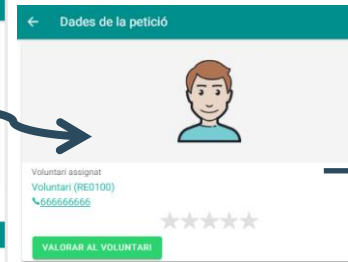 Dades de la petició
Voluntari assignat
Voluntari (RE0100)
666666666
VALORAR AL VOLUNTARI